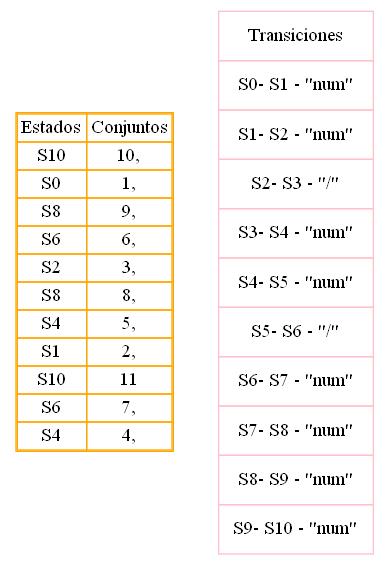 Estados Conjuntos
S10 10,
S0 1,
S8 9,
S6 6,
S2 3,
S8 8,
S4 5,
S1 2,
S10 11
S6 7,
S4 4,
Transiciones
S0- S1 - "num"
S1- S2 - "num"
S2- S3 - "/"
S3- S4 - "num"
S4- S5 - "num"
S5- S6 - "/"
S6- S7 - "num"
S7- S8 - "num"
S8- S9 - "num"
S9- S10 - "num"